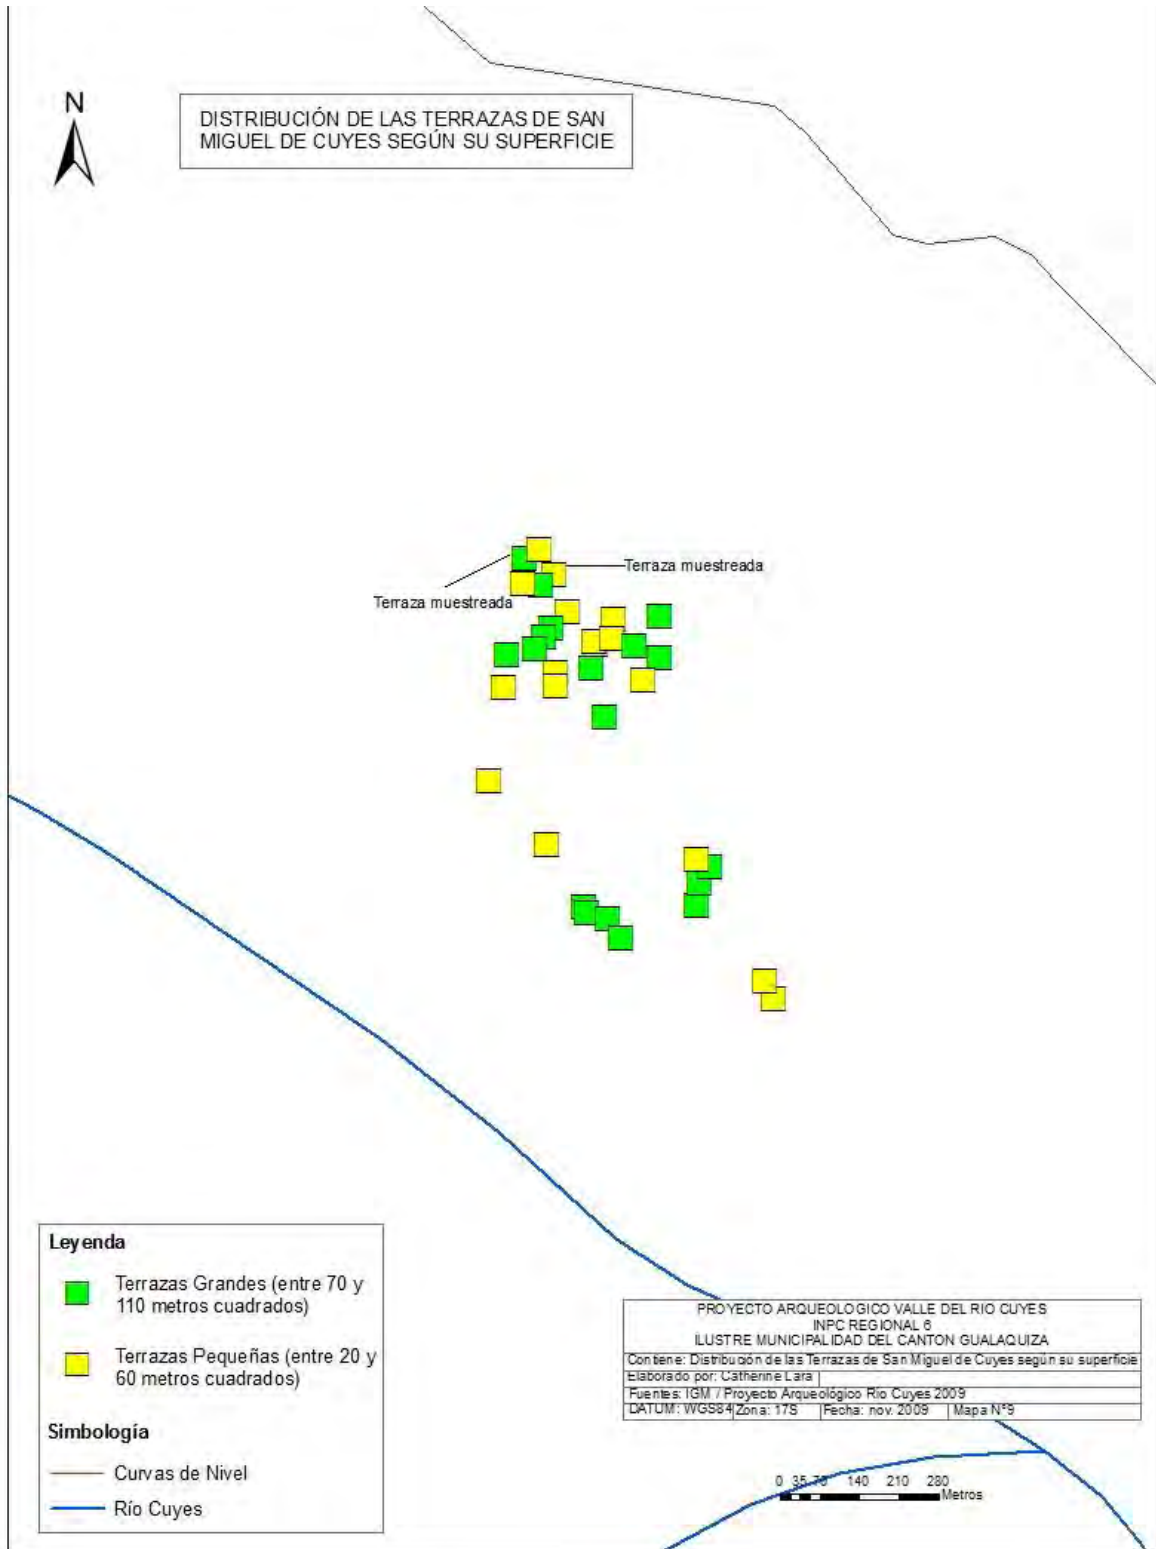 N
DISTRIBUCIÓN DE LAS TERRAZAS DE SAN
MIGUEL DE CUYES SEGÚN SU SUPERFICIE
Terraza muestreada
Terraza muestreada
Leyenda
Terrazas Grandes (entre 70 y
110 metros cuadrados)
Terrazas Pequeñas (entre 20 y
60 metros cuadrados)
Simbología
Curvas de Nivel
Río Cuyes
PROYECTO ARQUEOLOGICO VALLE DEL RIO CUYES
INPC REGIONAL 6
ILUSTRE MUNICIPALIDAD DEL CANTON GUALAQUIZA
Contiene: Distribución de las Terrazas de San Miguel de Cuyes según su superficie
Elaborado por: Catherine Lara
Fuentes: IGM / Proyecto Arqueológico Río Cuyes 2009
DATUM: WGS84 Zona: 17S Fecha: nov. 2009 Mapa N°9
0 35 70 140 210 280
Metros